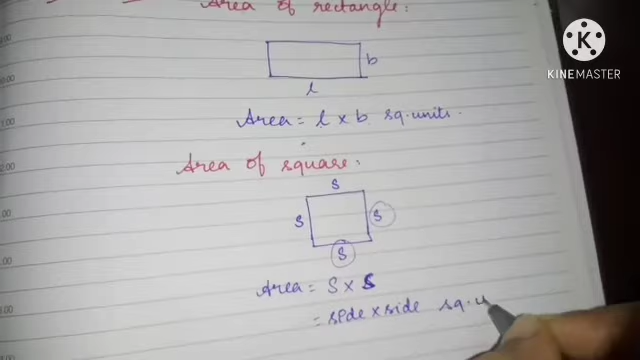 Area of rectangle:
b
l
Area = l × b sq.units.
Area of square:
S
S
S
S
Area = S × S
= side × side sq.u
KINEMASTER